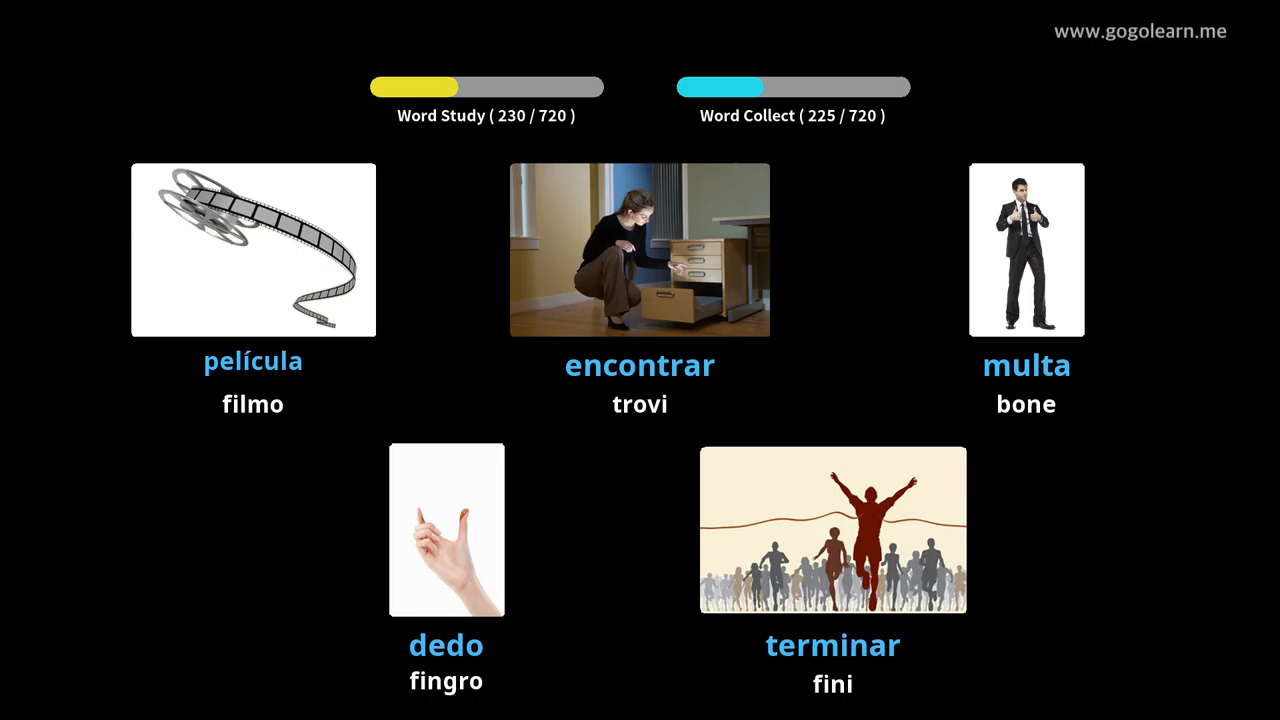 www.gogolearn.me
Word Study ( 230 / 720 )
Word Collect ( 225 / 720 )
película
encontrar
multa
filmo
trovi
bone
dedo
terminar
fingro
fini